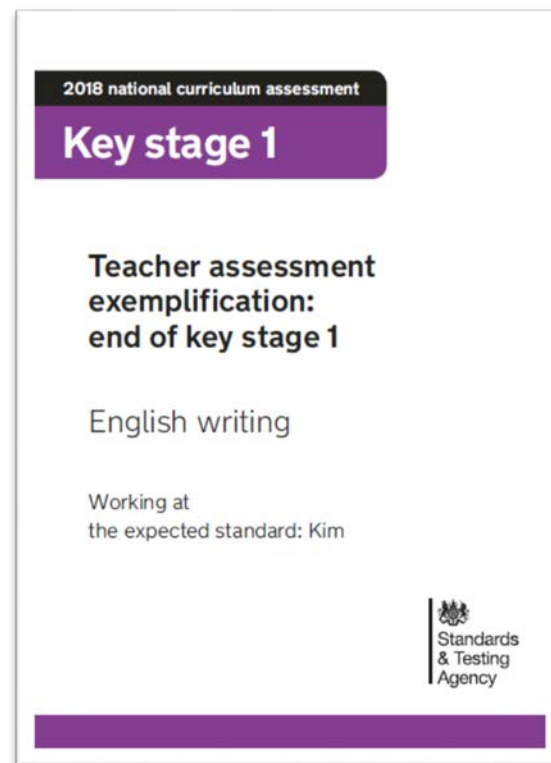 2018 national curriculum assessment
Key stage 1
Teacher assessment
exemplification:
end of key stage 1
English writing
Working at
the expected standard: Kim
Standards
& Testing
Agency